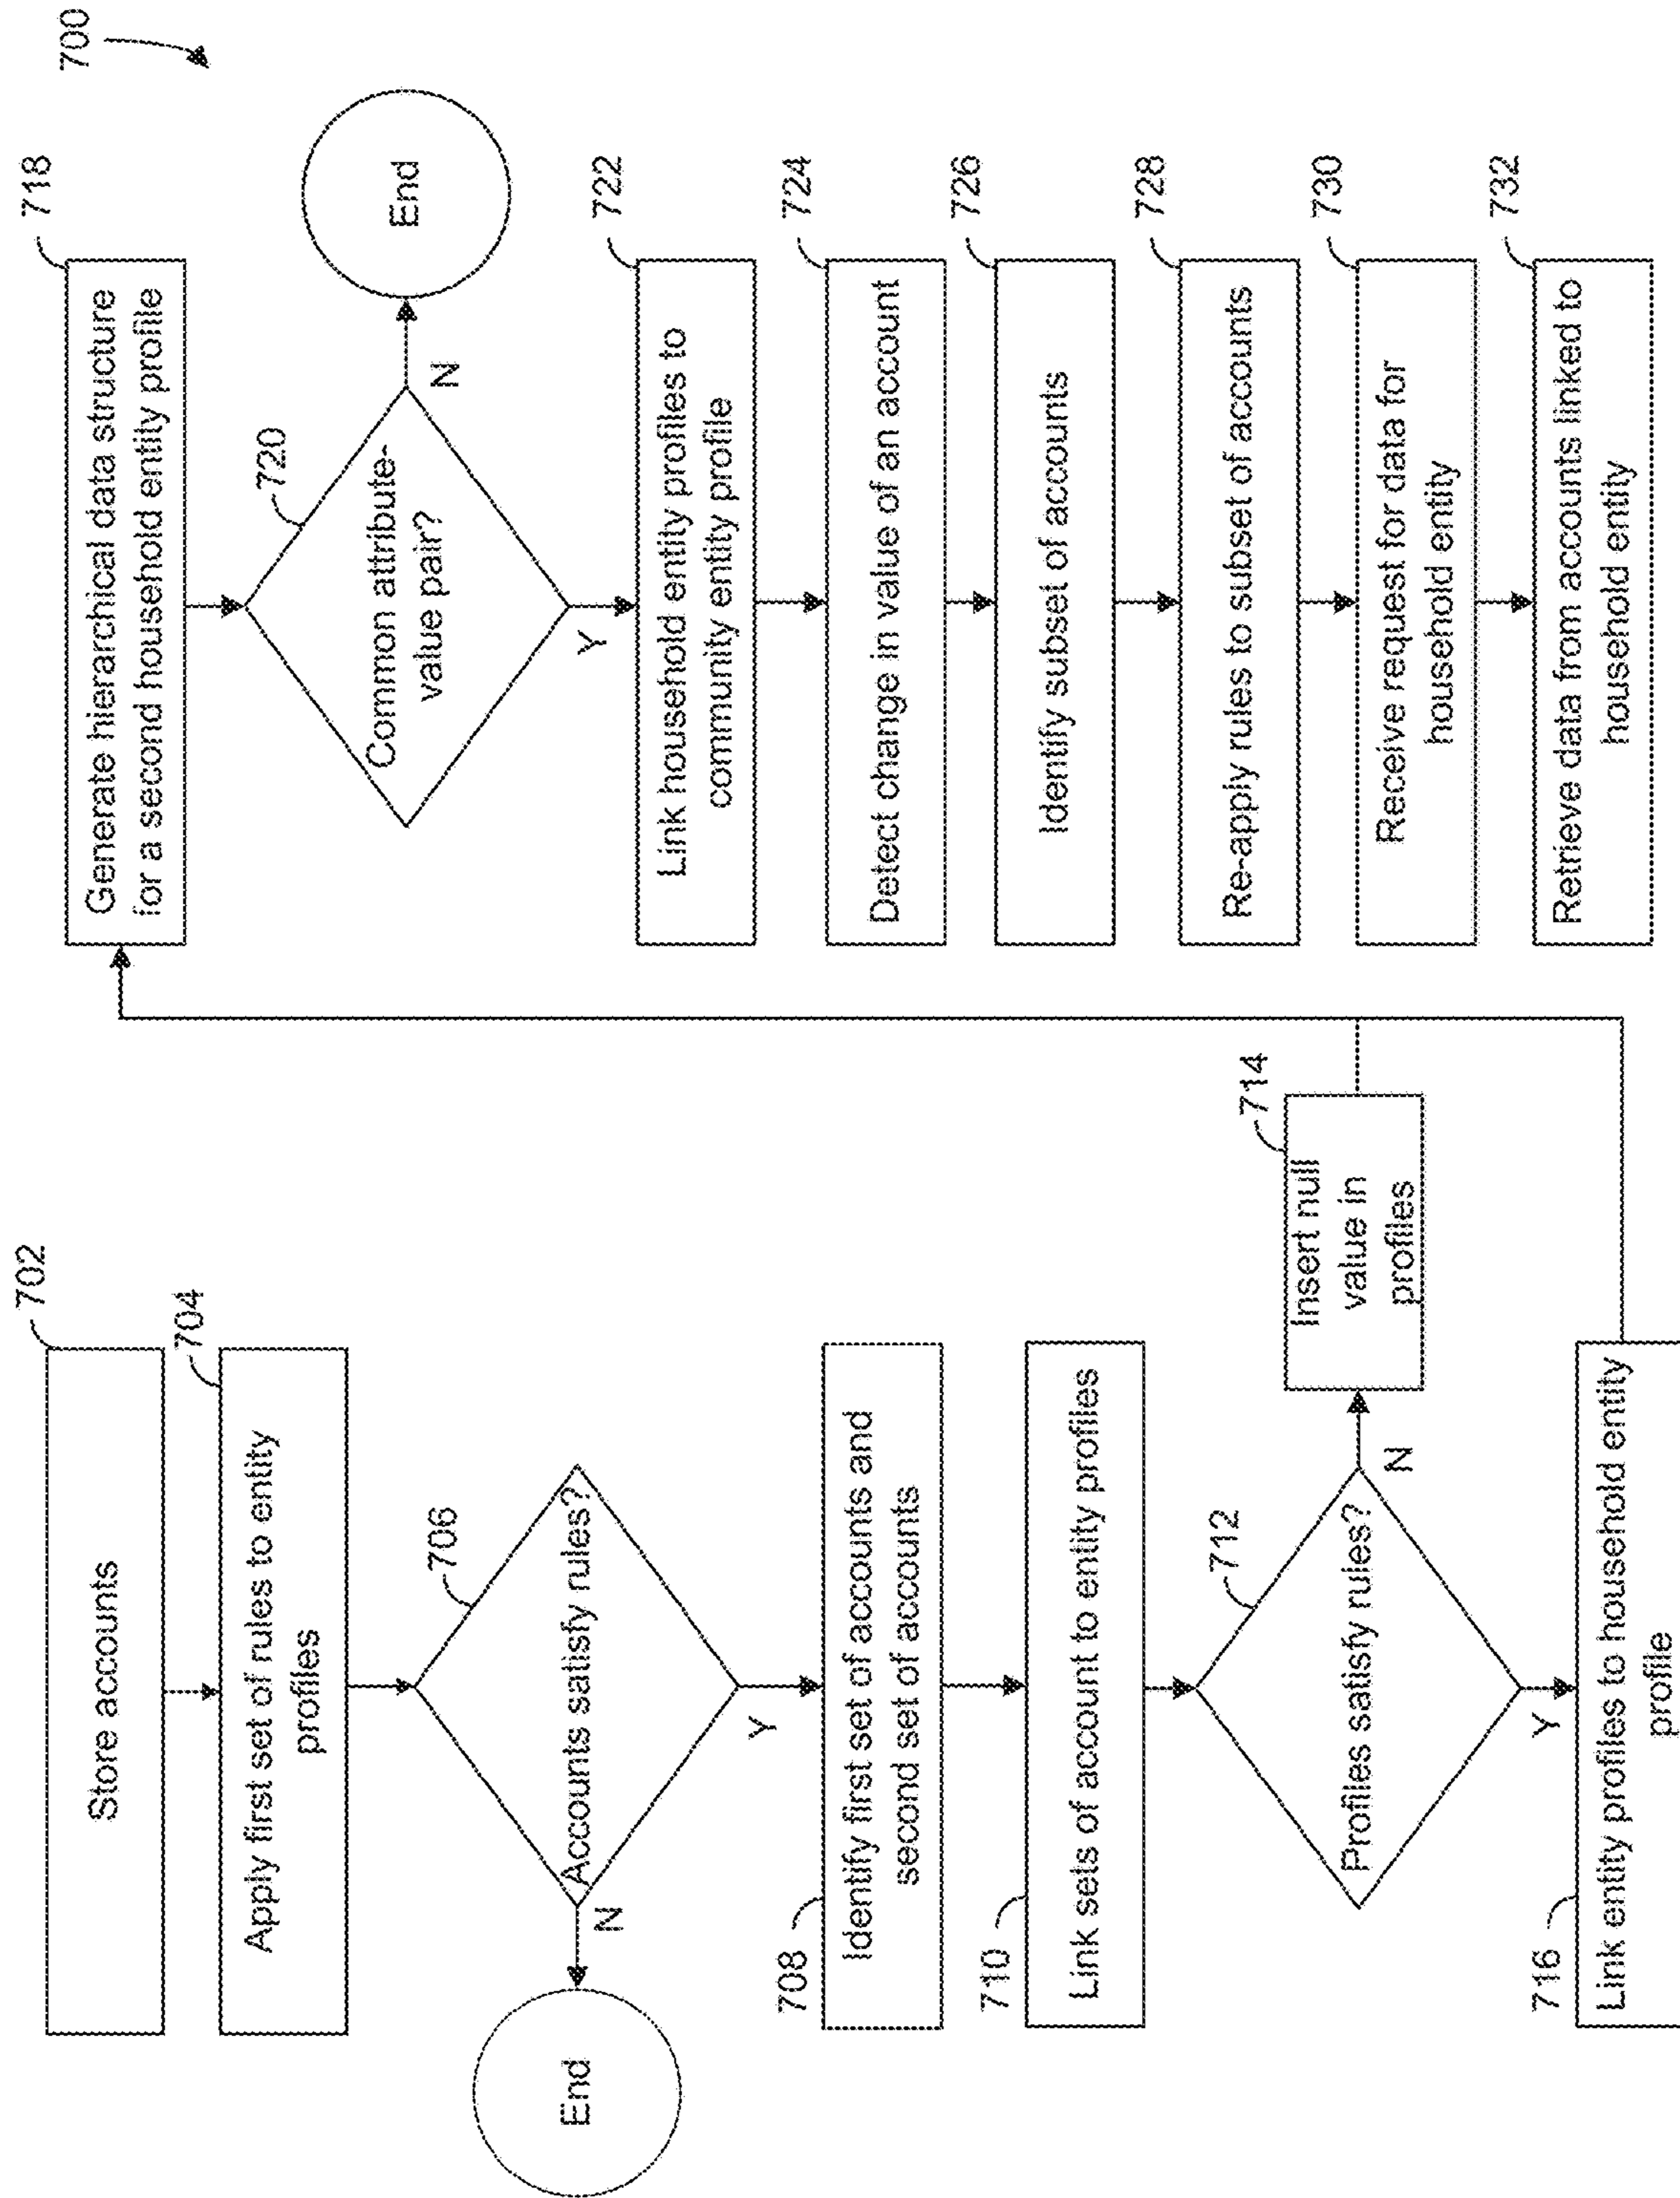 700
702
Store accounts
704
Apply first set of rules to entity
profiles
706
Accounts satisfy rules?
N
End
Y
708
Identify first set of accounts and
second set of accounts
710
Link sets of account to entity profiles
712
Profiles satisfy rules?
N
714
Insert null
value in
profiles
Y
716
Link entity profiles to household entity
profile
718
Generate hierarchical data structure
for a second household entity profile
720
Common attribute-
value pair?
N
End
Y
722
Link household entity profiles to
community entity profile
724
Detect change in value of an account
726
Identify subset of accounts
728
Re-apply rules to subset of accounts
730
Receive request for data for
household entity
732
Retrieve data from accounts linked to
household entity